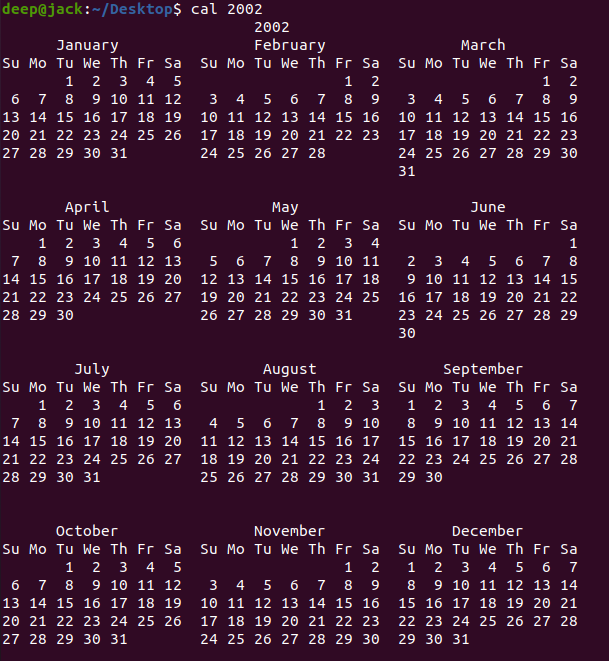 deep@jack:~/Desktop$ cal 2002
                            2002
      January               February               March
Su Mo Tu We Th Fr Sa  Su Mo Tu We Th Fr Sa  Su Mo Tu We Th Fr Sa
       1  2  3  4  5                  1  2                  1  2
 6  7  8  9 10 11 12   3  4  5  6  7  8  9   3  4  5  6  7  8  9
13 14 15 16 17 18 19  10 11 12 13 14 15 16  10 11 12 13 14 15 16
20 21 22 23 24 25 26  17 18 19 20 21 22 23  17 18 19 20 21 22 23
27 28 29 30 31        24 25 26 27 28        24 25 26 27 28 29 30
                                            31

       April                  May                   June
Su Mo Tu We Th Fr Sa  Su Mo Tu We Th Fr Sa  Su Mo Tu We Th Fr Sa
    1  2  3  4  5  6            1  2  3  4                     1
 7  8  9 10 11 12 13   5  6  7  8  9 10 11   2  3  4  5  6  7  8
14 15 16 17 18 19 20  12 13 14 15 16 17 18   9 10 11 12 13 14 15
21 22 23 24 25 26 27  19 20 21 22 23 24 25  16 17 18 19 20 21 22
28 29 30              26 27 28 29 30 31     23 24 25 26 27 28 29
                                            30

        July                 August              September
Su Mo Tu We Th Fr Sa  Su Mo Tu We Th Fr Sa  Su Mo Tu We Th Fr Sa
    1  2  3  4  5  6               1  2  3   1  2  3  4  5  6  7
 7  8  9 10 11 12 13   4  5  6  7  8  9 10   8  9 10 11 12 13 14
14 15 16 17 18 19 20  11 12 13 14 15 16 17  15 16 17 18 19 20 21
21 22 23 24 25 26 27  18 19 20 21 22 23 24  22 23 24 25 26 27 28
28 29 30 31           25 26 27 28 29 30 31  29 30

      October               November              December
Su Mo Tu We Th Fr Sa  Su Mo Tu We Th Fr Sa  Su Mo Tu We Th Fr Sa
       1  2  3  4  5                  1  2   1  2  3  4  5  6  7
 6  7  8  9 10 11 12   3  4  5  6  7  8  9   8  9 10 11 12 13 14
13 14 15 16 17 18 19  10 11 12 13 14 15 16  15 16 17 18 19 20 21
20 21 22 23 24 25 26  17 18 19 20 21 22 23  22 23 24 25 26 27 28
27 28 29 30 31        24 25 26 27 28 29 30  29 30 31